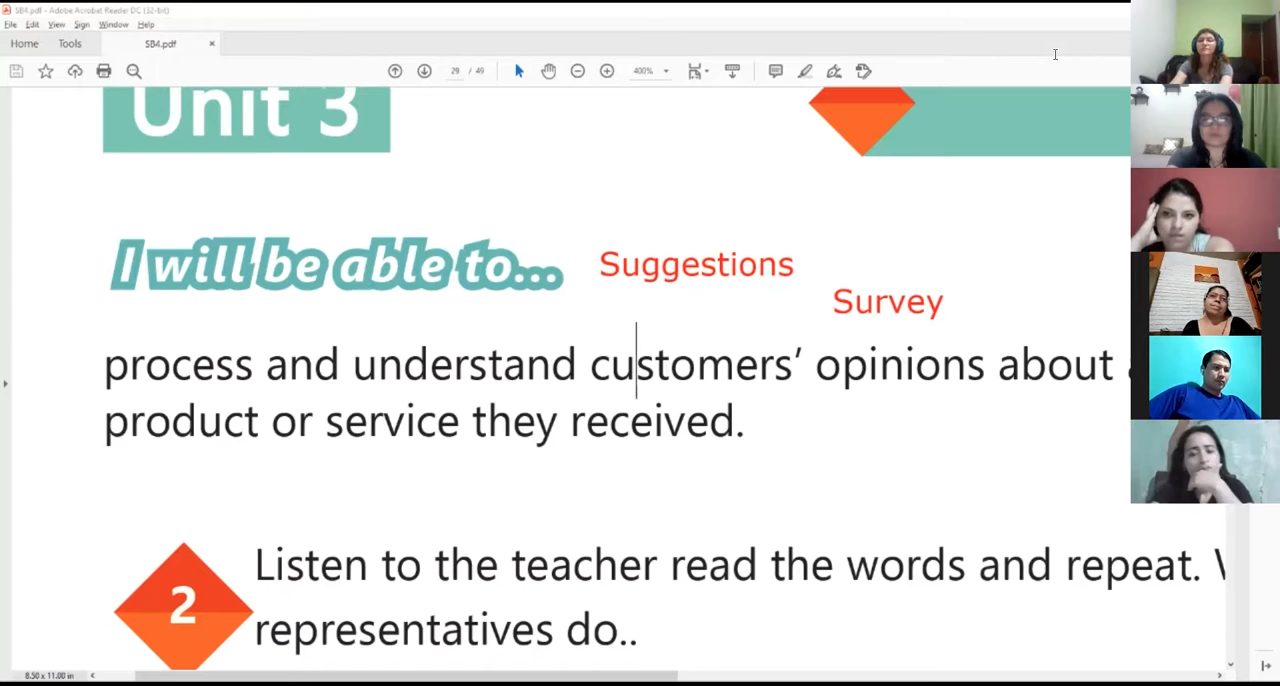 SB4.pdf - Adobe Acrobat Reader DC (32-bit)
File Edit View Sign Window Help
Home Tools SB4.pdf ×
29 / 49 400%
Unit 3
I will be able to... Suggestions
Survey
process and understand customers' opinions about
product or service they received.
2 Listen to the teacher read the words and repeat.
representatives do..
8.50 x 11.00 in